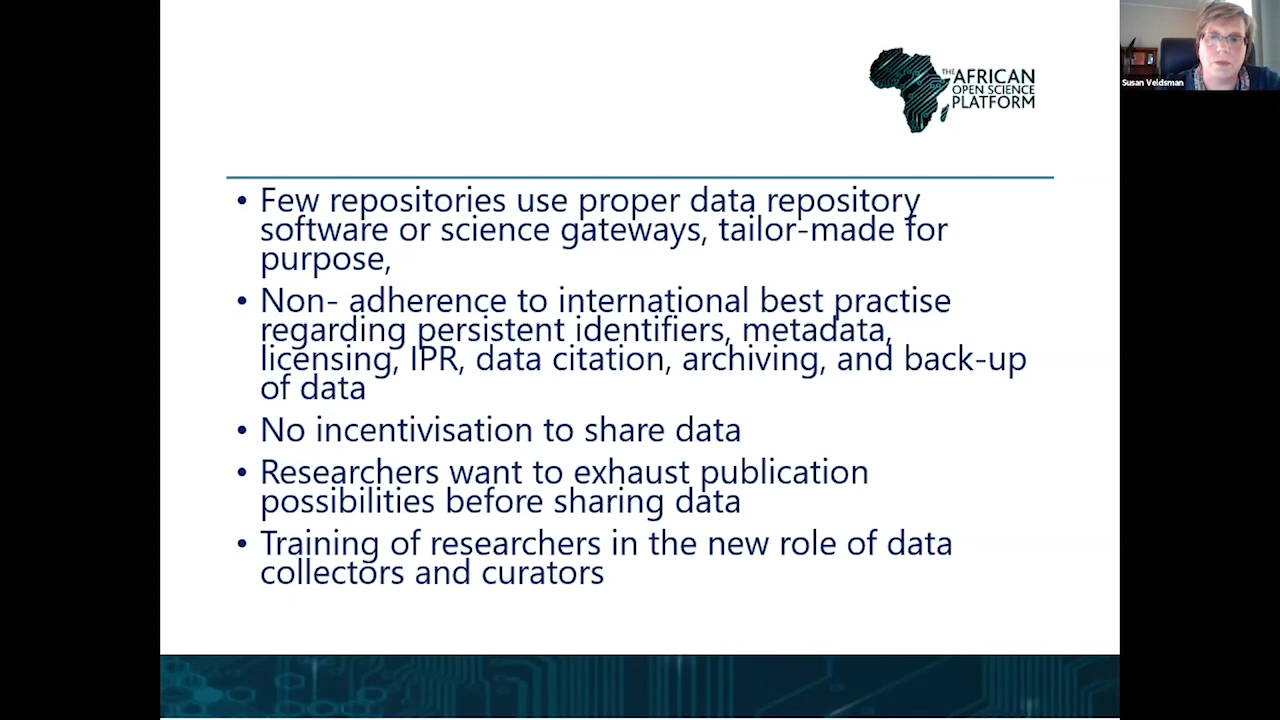 THE AFRICAN
OPEN SCIENCE
PLATFORM
Susan Veldsman
• Few repositories use proper data repository
software or science gateways, tailor-made for
purpose,
• Non- adherence to international best practise
regarding persistent identifiers, metadata,
licensing, IPR, data citation, archiving, and back-up
of data
• No incentivisation to share data
• Researchers want to exhaust publication
possibilities before sharing data
• Training of researchers in the new role of data
collectors and curators